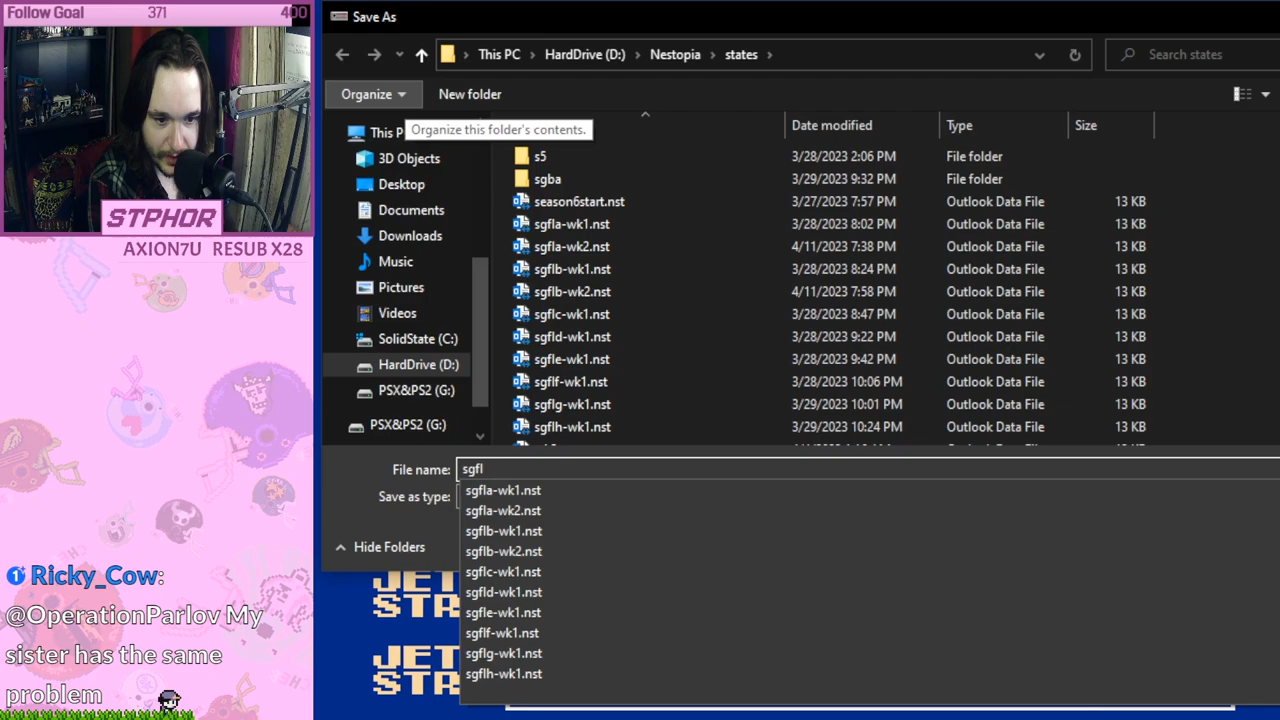 Follow Goal 371 400
STPHOR
AXION7U RESUB X28
Ricky_Cow:
@OperationParlov My
sister has the same
problem
Save As
This PC HardDrive (D:) Nestopia states
Search states
Organize New folder
Organize this folder's contents.
Date modified Type Size
This P
3D Objects
Desktop
Documents
Downloads
Music
Pictures
Videos
SolidState (C:)
HardDrive (D:)
PSX&PS2 (G:)
PSX&PS2 (G:)
s5 3/28/2023 2:06 PM File folder
sgba 3/29/2023 9:32 PM File folder
season6start.nst 3/27/2023 7:57 PM Outlook Data File 13 KB
sgfla-wk1.nst 3/28/2023 8:02 PM Outlook Data File 13 KB
sgfla-wk2.nst 4/11/2023 7:38 PM Outlook Data File 13 KB
sgflb-wk1.nst 3/28/2023 8:24 PM Outlook Data File 13 KB
sgflb-wk2.nst 4/11/2023 7:58 PM Outlook Data File 13 KB
sgflc-wk1.nst 3/28/2023 8:47 PM Outlook Data File 13 KB
sgfld-wk1.nst 3/28/2023 9:22 PM Outlook Data File 13 KB
sgfle-wk1.nst 3/28/2023 9:42 PM Outlook Data File 13 KB
sgflf-wk1.nst 3/28/2023 10:06 PM Outlook Data File 13 KB
sgflg-wk1.nst 3/29/2023 10:01 PM Outlook Data File 13 KB
sgflh-wk1.nst 3/29/2023 10:24 PM Outlook Data File 13 KB
File name: sgfl
Save as type:
sgfla-wk1.nst
sgfla-wk2.nst
sgflb-wk1.nst
sgflb-wk2.nst
sgflc-wk1.nst
sgfld-wk1.nst
sgfle-wk1.nst
sgflf-wk1.nst
sgflg-wk1.nst
sgflh-wk1.nst
Hide Folders
JET
STR
JET
STR